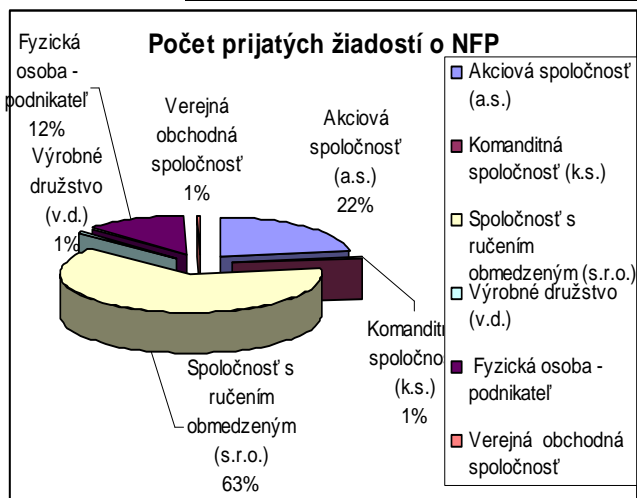 Počet prijatých žiadostí o NFP
Fyzická
osoba -
podnikateľ
12%
Výrobné
družstvo
(v.d.)
1%
Verejná
obchodná
spoločnosť
1%
Akciová
spoločnosť
(a.s.)
22%
Komanditn
spoločno
(k.s.)
1%
Spoločnosť s
ručením
obmedzeným
(s.r.o.)
63%
Akciová spoločnosť
(a.s.)
Komanditná
spoločnosť (k.s.)
Spoločnosť s
ručením
obmedzeným (s.r.o.)
Výrobné družstvo
(v.d.)
Fyzická osoba -
podnikateľ
Verejná obchodná
spoločnosť